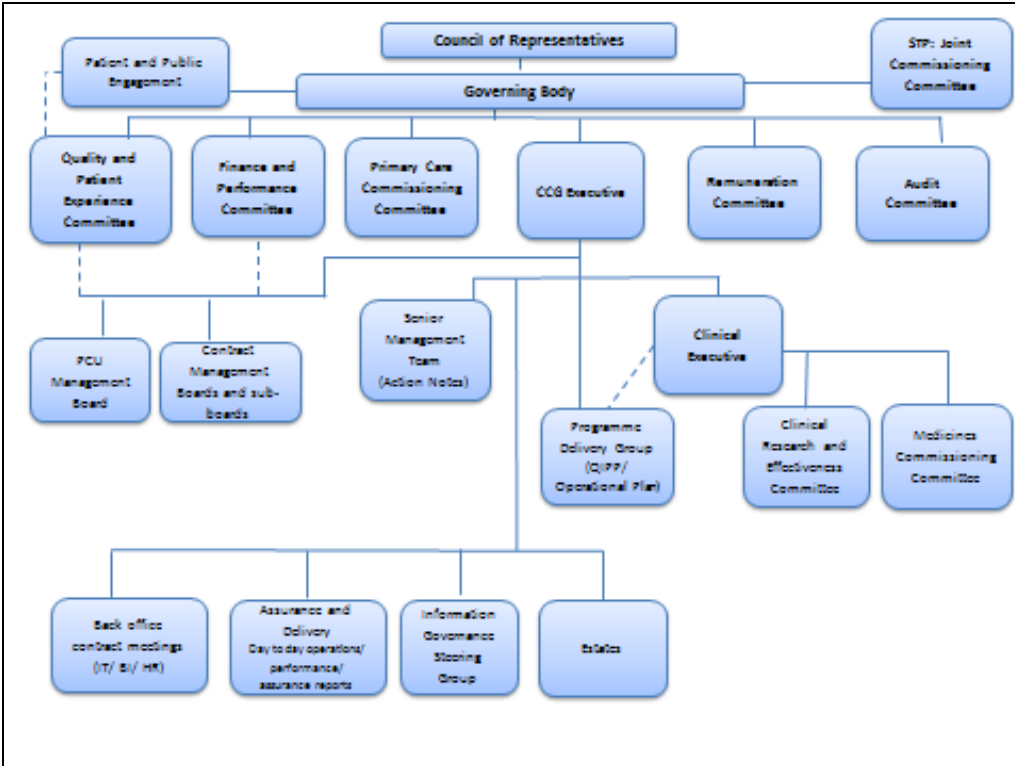 Council of Representatives
Patient and Public
Engagement
STP: Joint
Commissioning
Committee
Governing Body
Quality and
Patient
Experience
Committee
Finance and
Performance
Committee
Primary Care
Commissioning
Committee
CCG Executive
Remuneration
Committee
Audit
Committee
PCU
Management
Board
Contract
Management
Boards and sub-
boards
Senior
Management
Team
(Action Notes)
Clinical
Executive
Programme
Delivery Group
(QIPP/
Operational Plan)
Clinical
Research and
Effectiveness
Committee
Medicines
Commissioning
Committee
Back office
contract meetings
(IT/ BI/ HR)
Assurance and
Delivery
Day to day operations/
performance/
assurance reports
Information
Governance
Steering
Group
Estates